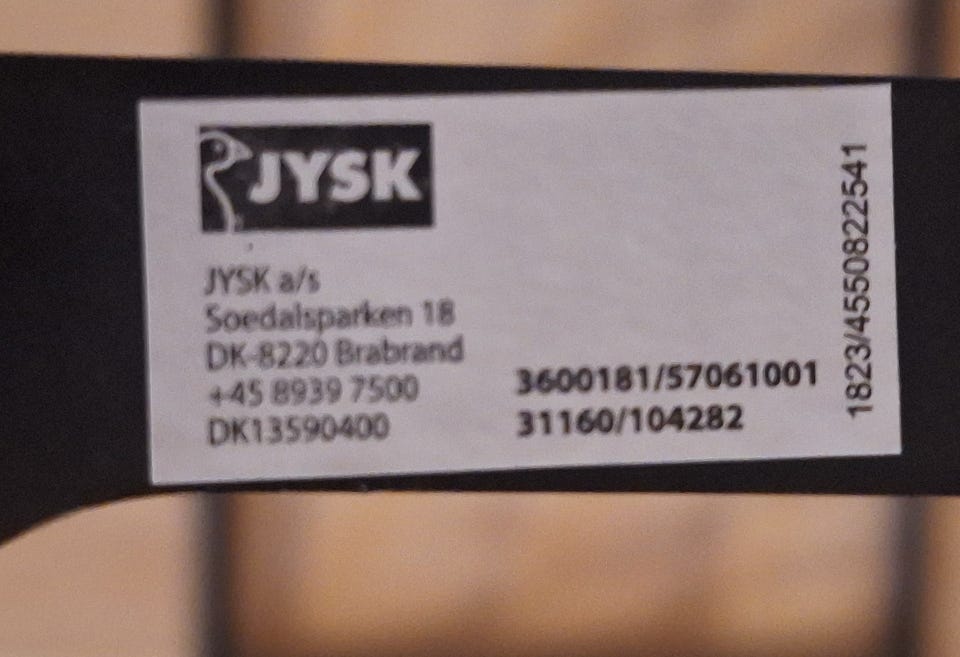 JYSK
JYSK a/s
Soedalsparken 18
DK-8220 Brabrand
+45 8939 7500
DK13590400
3600181/57061001
31160/104282
1823/4550822541